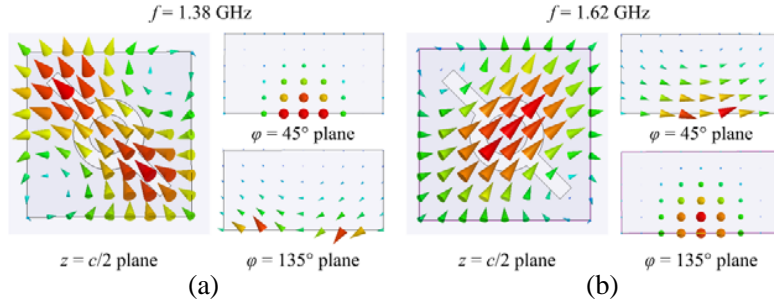 f = 1.38 GHz
φ = 45° plane
z = c/2 plane
φ = 135° plane
(a)
f = 1.62 GHz
φ = 45° plane
z = c/2 plane
φ = 135° plane
(b)